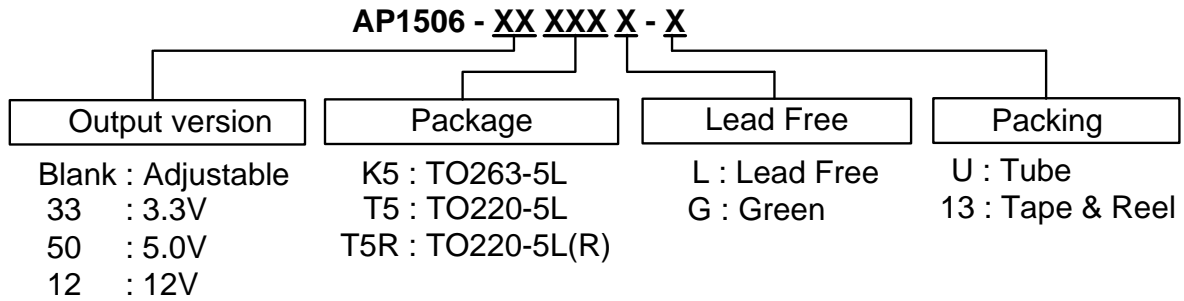 AP1506 - XX XXX X - X
Output version
Package
Lead Free
Packing
Blank : Adjustable
33 : 3.3V
50 : 5.0V
12 : 12V
K5 : TO263-5L
T5 : TO220-5L
T5R : TO220-5L(R)
L : Lead Free
G : Green
U : Tube
13 : Tape & Reel